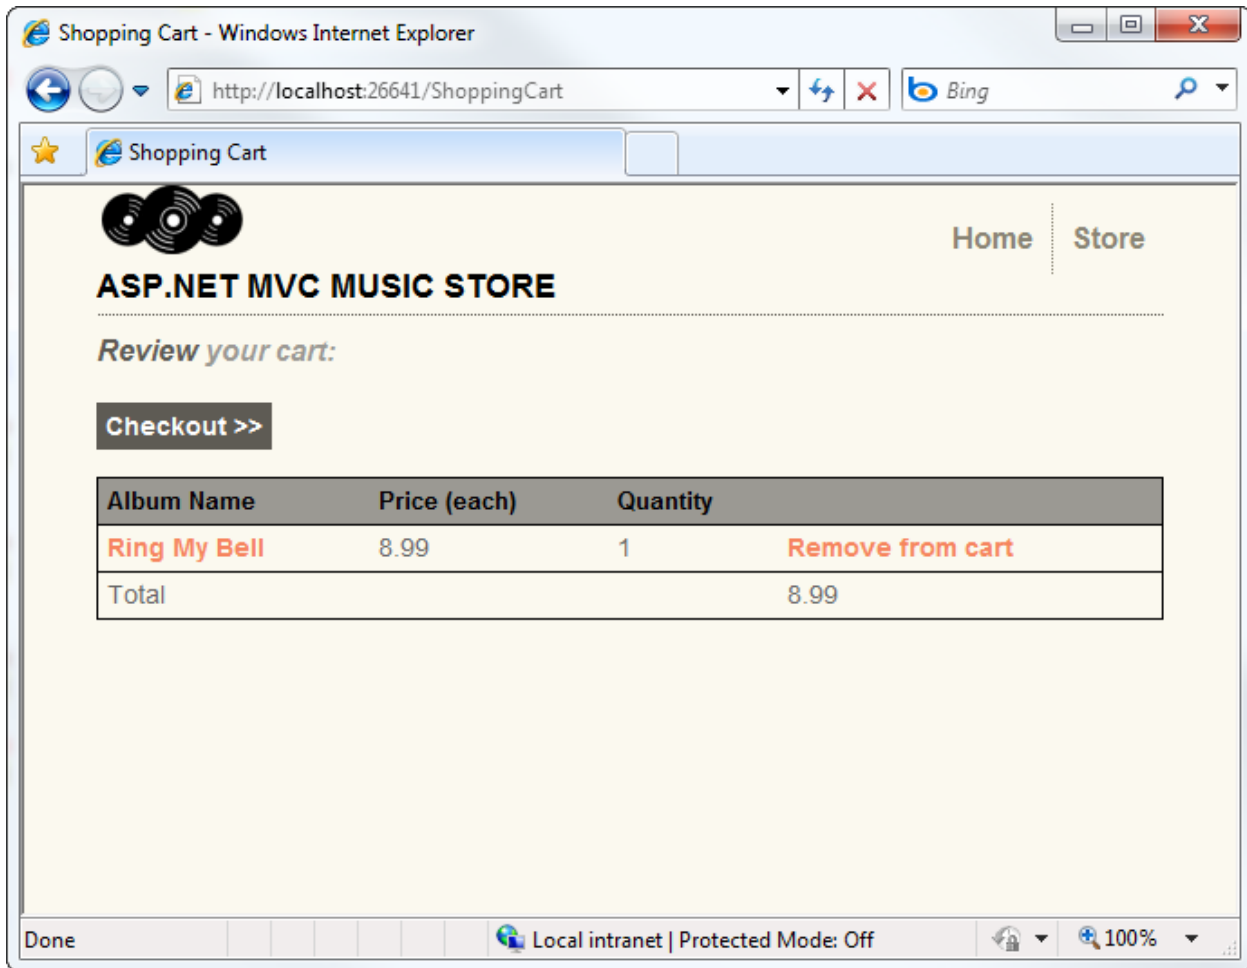 Shopping Cart - Windows Internet Explorer
http://localhost:26641/ShoppingCart Bing
Shopping Cart
Home Store
ASP.NET MVC MUSIC STORE
Review your cart:
Checkout >>
Album Name Price (each) Quantity
Ring My Bell 8.99 1 Remove from cart
Total 8.99
Done Local intranet | Protected Mode: Off 100%